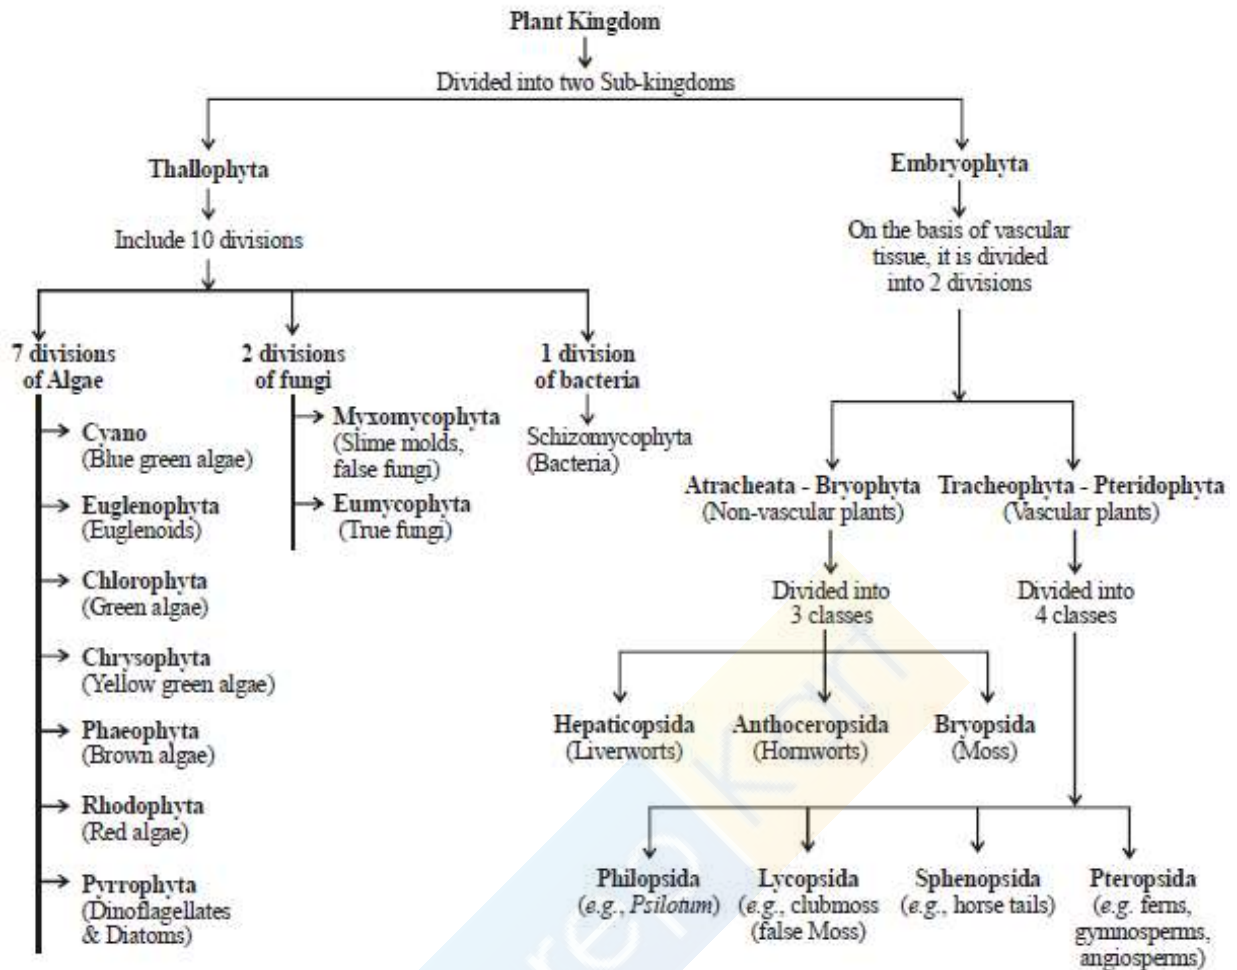 Plant Kingdom
Divided into two Sub-kingdoms
Thallophyta
Include 10 divisions
7 divisions
of Algae
Cyano
(Blue green algae)
Euglenophyta
(Euglenoids)
Chlorophyta
(Green algae)
Chrysophyta
(Yellow green algae)
Phaeophyta
(Brown algae)
Rhodophyta
(Red algae)
Pyrrophyta
(Dinoflagellates
& Diatoms)
2 divisions
of fungi
Myxomycophyta
(Slime molds,
false fungi)
Eumycophyta
(True fungi)
1 division
of bacteria
Schizomycophyta
(Bacteria)
Embryophyta
On the basis of vascular
tissue, it is divided
into 2 divisions
Atracheata - Bryophyta
(Non-vascular plants)
Divided into
3 classes
Hepaticopsida
(Liverworts)
Anthoceropsida
(Hornworts)
Bryopsida
(Moss)
Tracheophyta - Pteridophyta
(Vascular plants)
Divided into
4 classes
Philopsida
(e.g., Psilotum)
Lycopsida
(e.g., clubmoss
(false Moss)
Sphenopsida
(e.g., horse tails)
Pteropsida
(e.g. ferns,
gymnosperms,
angiosperms)
rep kart